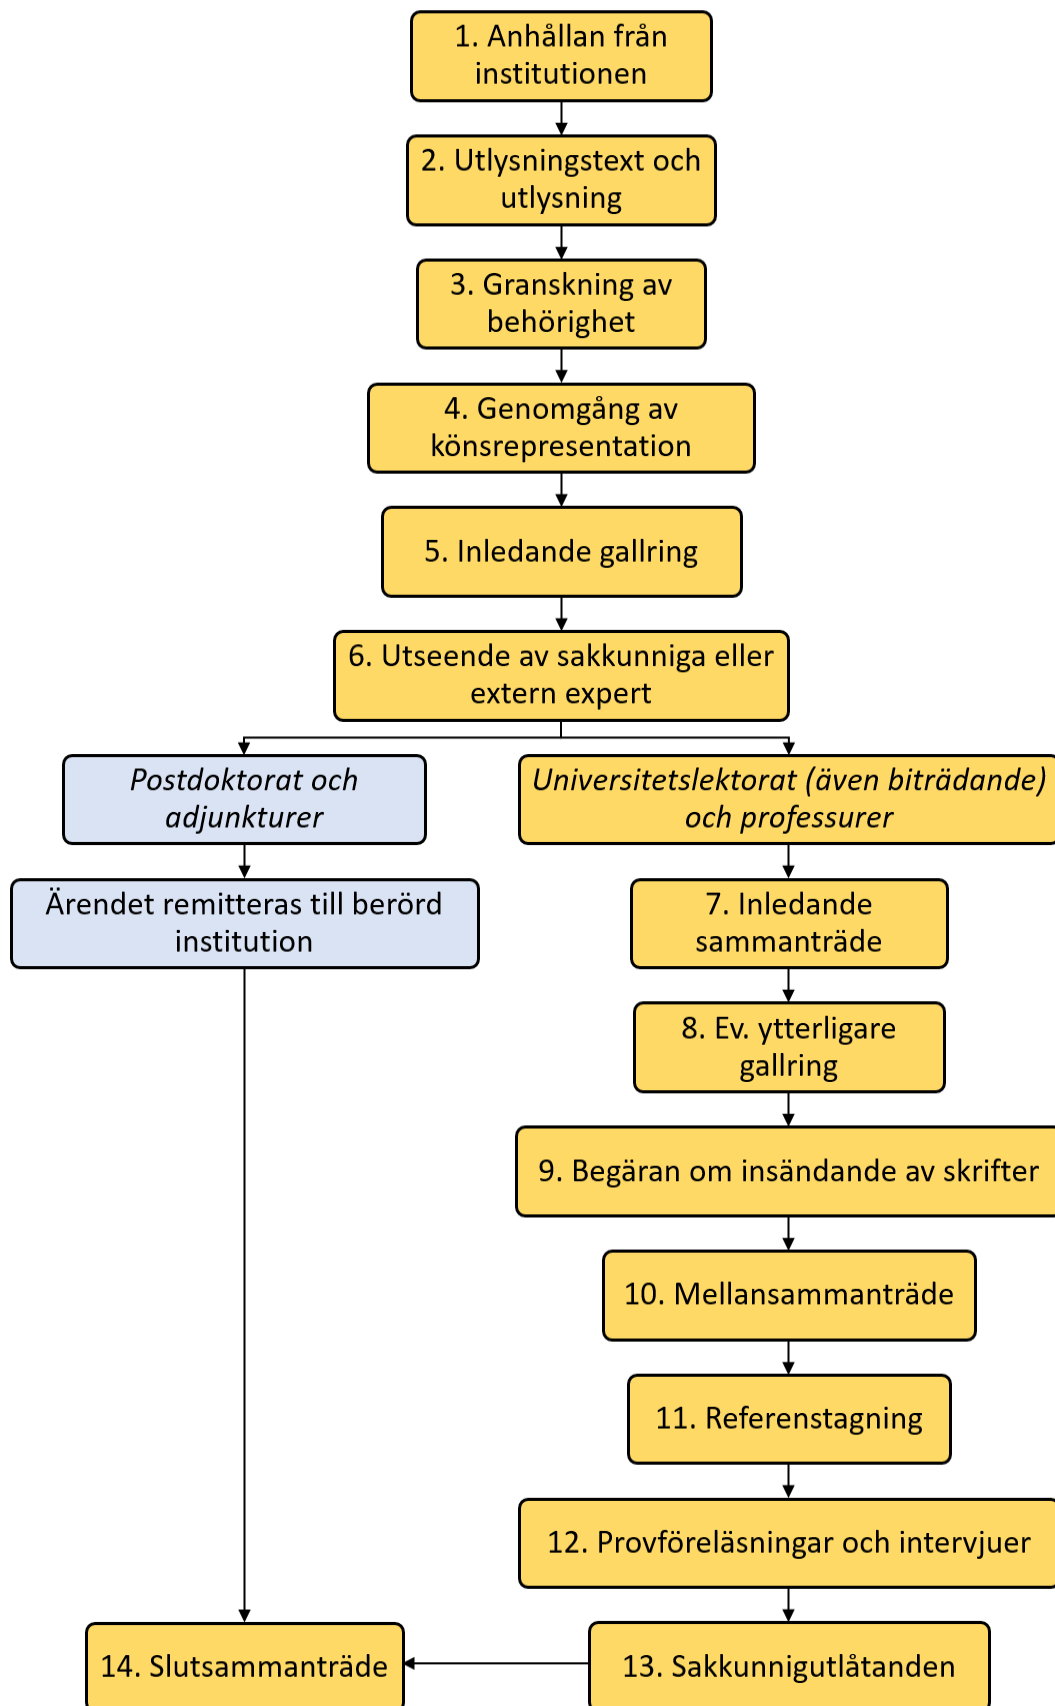 1. Anhållan från
institutionen
2. Utlysningstext och
utlysning
3. Granskning av
behörighet
4. Genomgång av
könsrepresentation
5. Inledande gallring
6. Utseende av sakkunniga eller
extern expert
Postdoktorat och
adjunkturer
Universitetslektorat (även biträdande)
och professurer
Ärendet remitteras till berörd
institution
7. Inledande
sammanträde
8. Ev. ytterligare
gallring
9. Begäran om insändande av skrifter
10. Mellansammanträde
11. Referenstagning
12. Provföreläsningar och intervjuer
14. Slutsammanträde
13. Sakkunnigutlåtanden